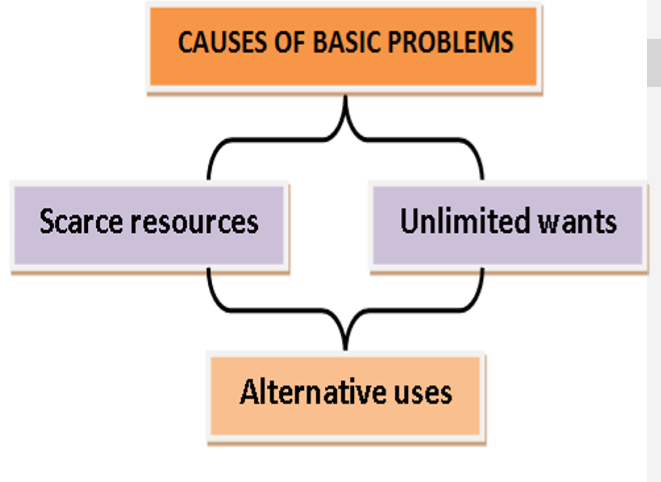 CAUSES OF BASIC PROBLEMS
Scarce resources
Unlimited wants
Alternative uses